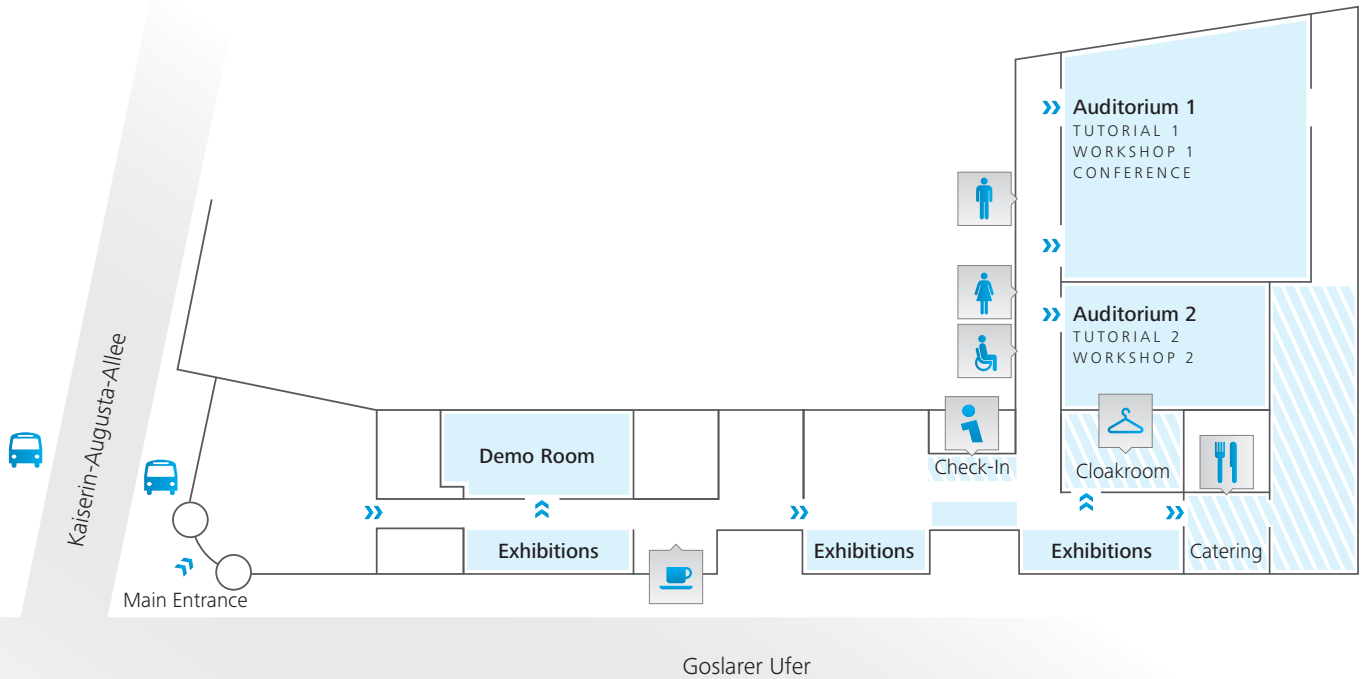 Auditorium 1
TUTORIAL 1
WORKSHOP 1
CONFERENCE
Auditorium 2
TUTORIAL 2
WORKSHOP 2
Kaiserin-Augusta-Allee
Demo Room
Check-In
Cloakroom
Exhibitions
Exhibitions
Exhibitions
Catering
Main Entrance
Goslarer Ufer